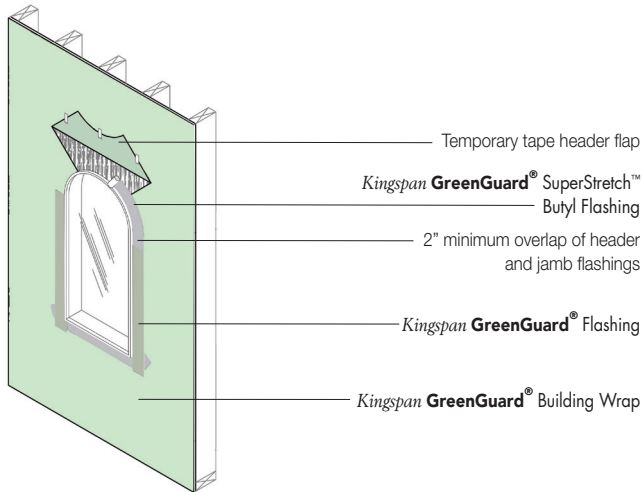 Temporary tape header flap
Kingspan GreenGuard® SuperStretch™
Butyl Flashing
2” minimum overlap of header
and jamb flashings
Kingspan GreenGuard® Flashing
Kingspan GreenGuard® Building Wrap